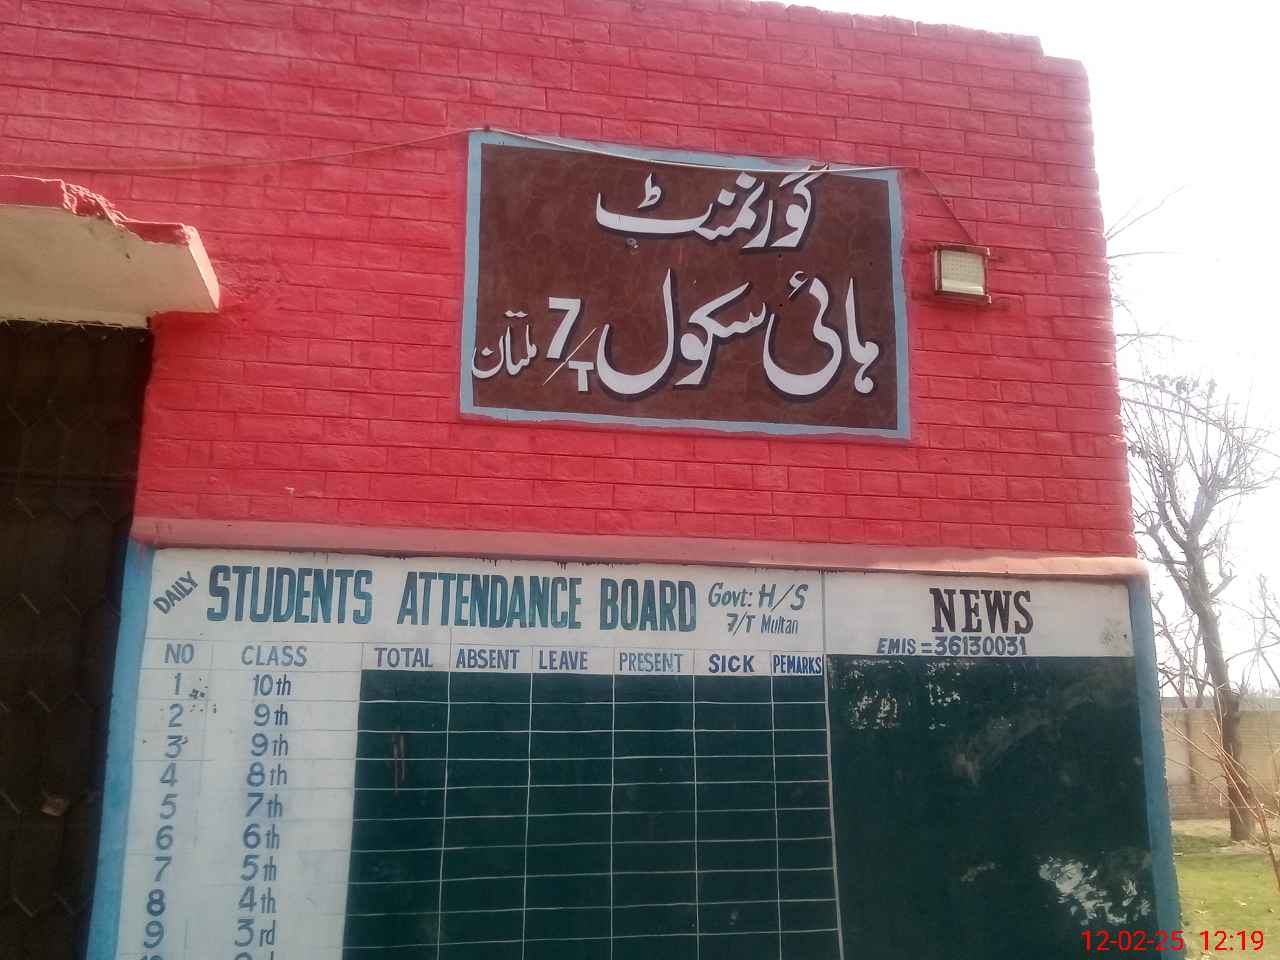 گورنمنٹ
ہائی سکول 7/T ملتان
DAILY STUDENTS ATTENDANCE BOARD Govt: H/S
7/T Multan
NEWS
EMIS = 36130031
NO CLASS TOTAL ABSENT LEAVE PRESENT SICK PEMARKS
1 10th
2 9th
3 9th
4 8th
5 7th
6 6th
7 5th
8 4th
9 3rd
12-02-25 12:19